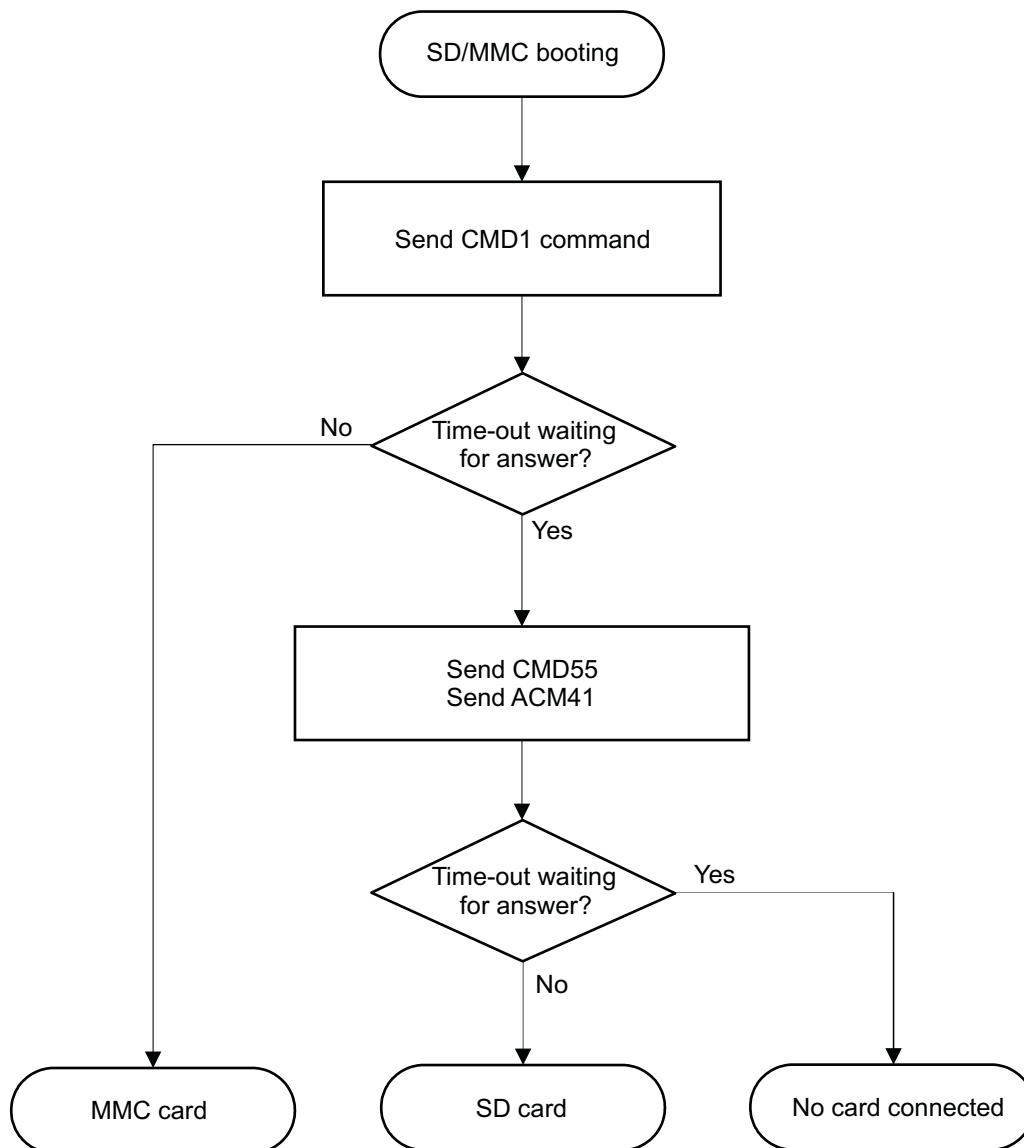 SD/MMC booting
Send CMD1 command
Time-out waiting
for answer?
No
Yes
Send CMD55
Send ACM41
Time-out waiting
for answer?
Yes
No
MMC card
SD card
No card connected